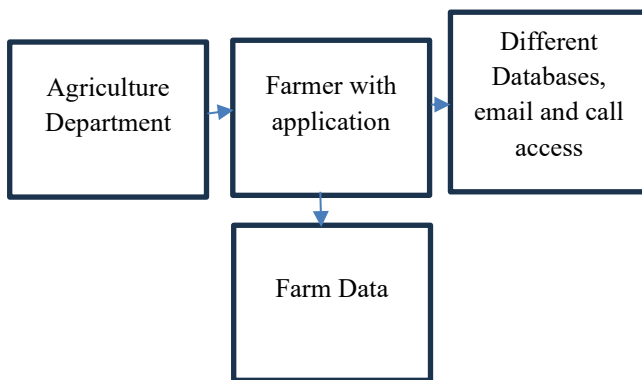 Agriculture
Department
Farmer with
application
Different
Databases,
email and call
access
Farm Data